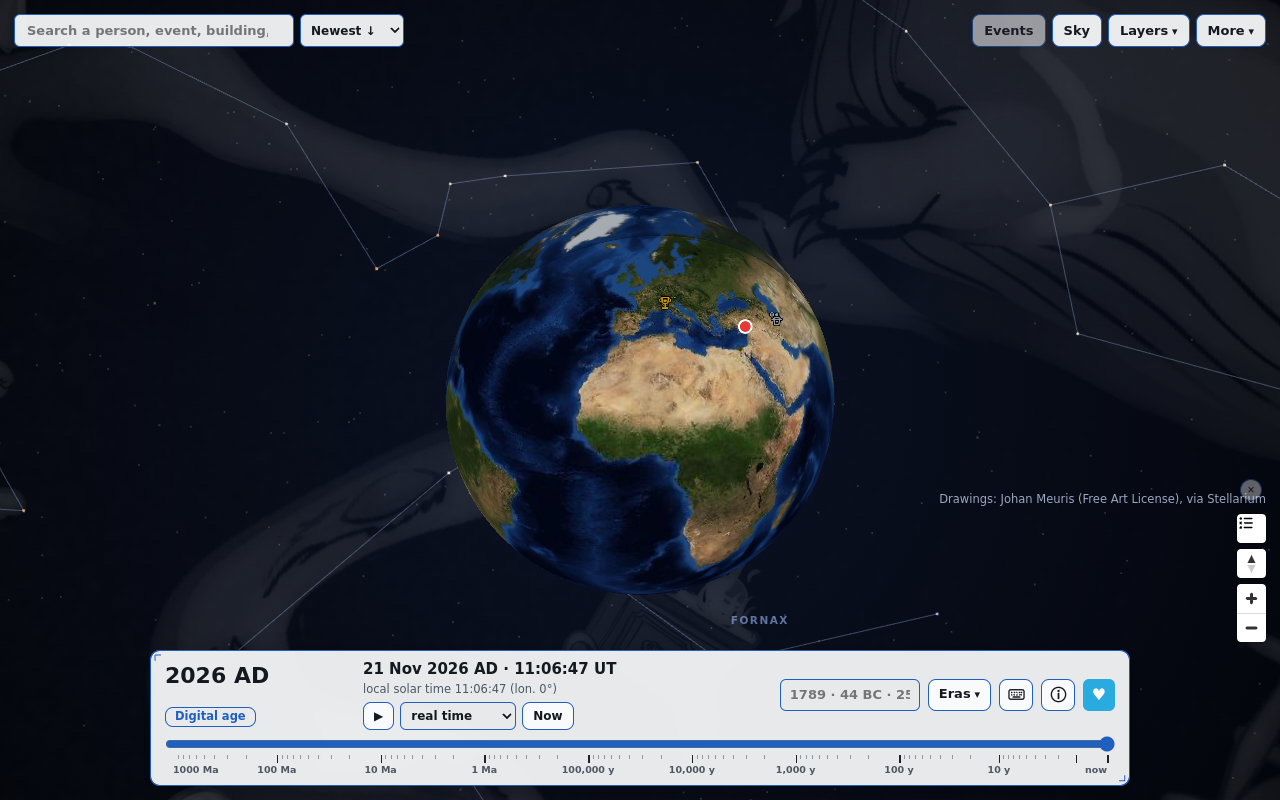 Search a person, event, building,
Newest ↓
Events
Sky
Layers ▾
More ▾
Drawings: Johan Meuris (Free Art License), via Stellarium
FORNAX
2026 AD
Digital age
21 Nov 2026 AD · 11:06:47 UT
local solar time 11:06:47 (lon. 0°)
real time
Now
1789 · 44 BC · 25
Eras ▾
1000 Ma
100 Ma
10 Ma
1 Ma
100,000 y
10,000 y
1,000 y
100 y
10 y
now